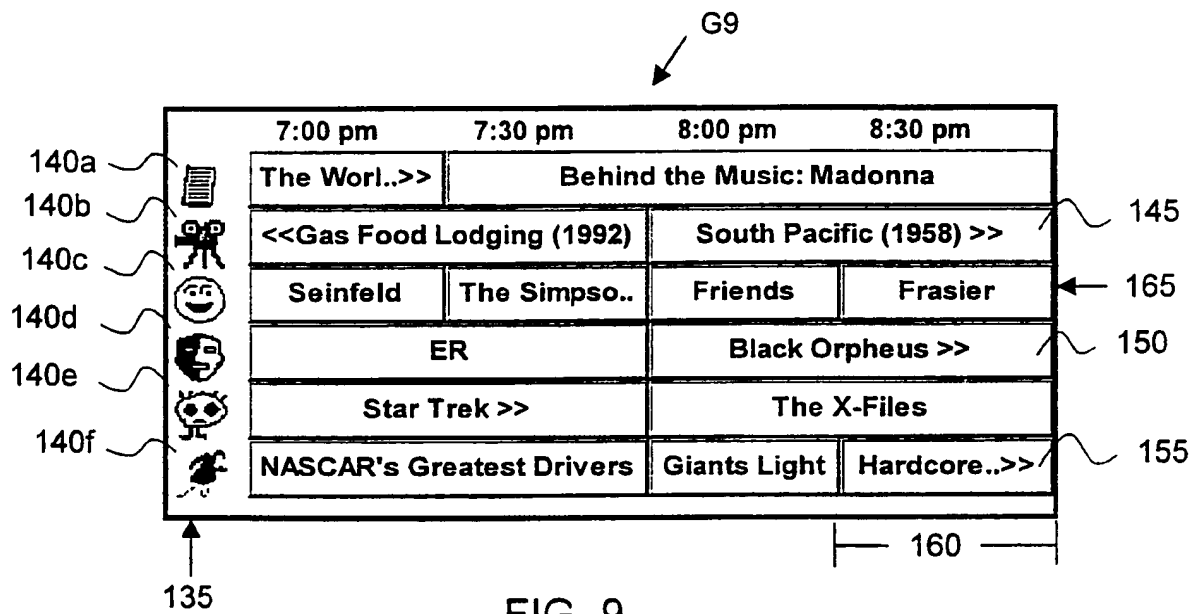 G9
7:00 pm 7:30 pm 8:00 pm 8:30 pm
140a The Worl..>> Behind the Music: Madonna
140b <<Gas Food Lodging (1992) South Pacific (1958) >> 145
140c Seinfeld The Simpso.. Friends Frasier 165
140d ER Black Orpheus >> 150
140e Star Trek >> The X-Files
140f NASCAR's Greatest Drivers Giants Light Hardcore..>> 155
160
135
FIG. 9